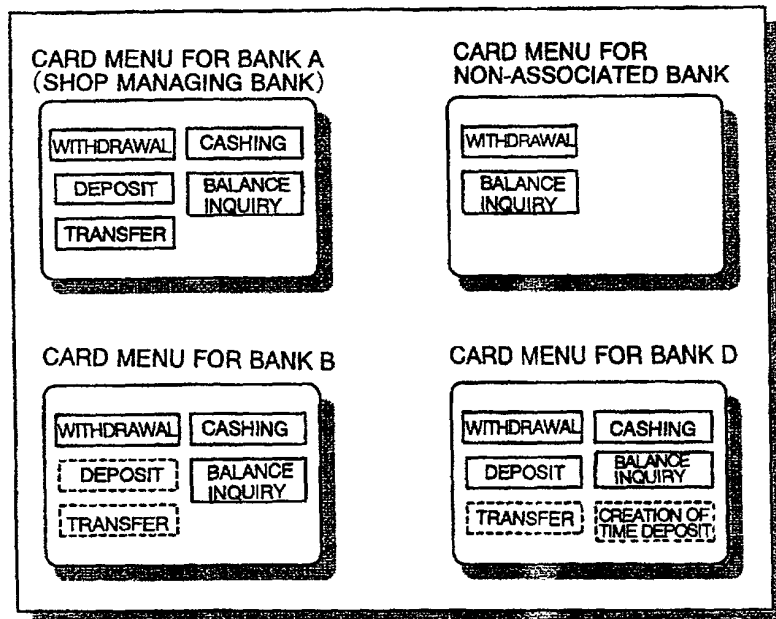 CARD MENU FOR BANK A
(SHOP MANAGING BANK)
WITHDRAWAL
CASHING
DEPOSIT
BALANCE
INQUIRY
TRANSFER
CARD MENU FOR
NON-ASSOCIATED BANK
WITHDRAWAL
BALANCE
INQUIRY
CARD MENU FOR BANK B
WITHDRAWAL
CASHING
DEPOSIT
BALANCE
INQUIRY
TRANSFER
CARD MENU FOR BANK D
WITHDRAWAL
CASHING
DEPOSIT
BALANCE
INQUIRY
TRANSFER
CREATION OF
TIME DEPOSIT